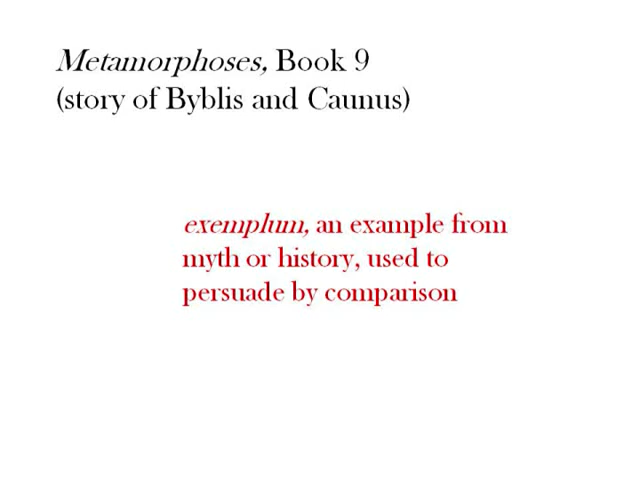 Metamorphoses, Book 9
(story of Byblis and Caunus)
exemplum, an example from
myth or history, used to
persuade by comparison